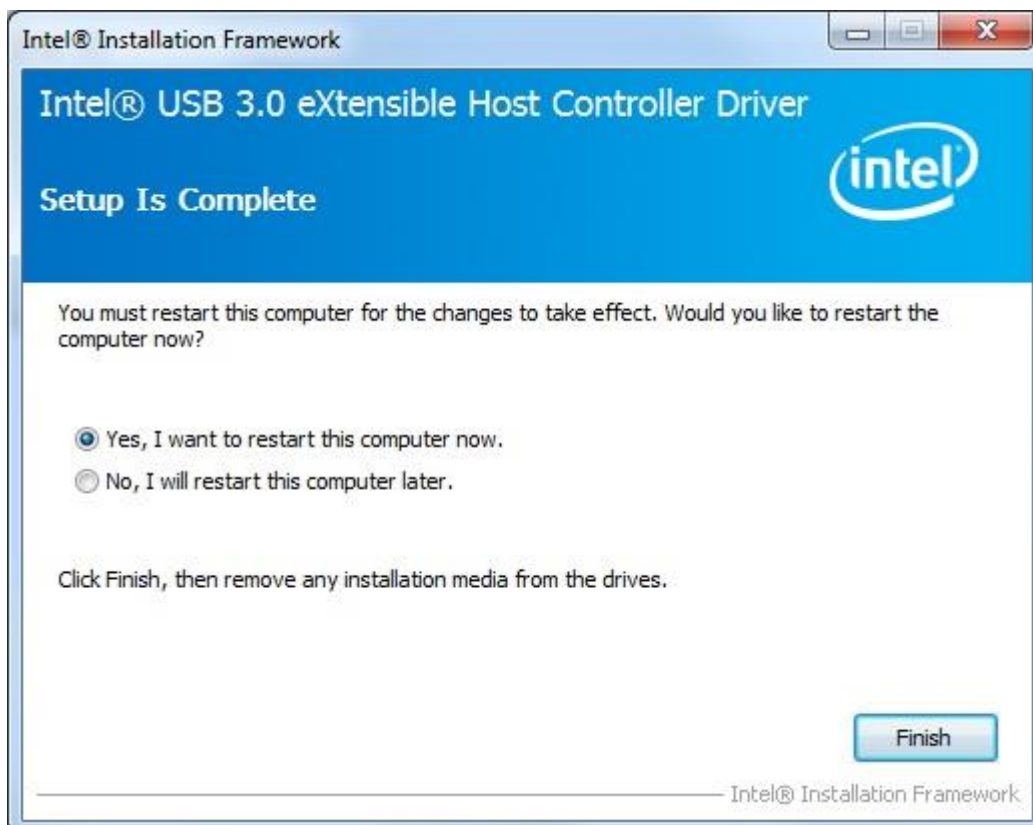 Intel® Installation Framework
Intel® USB 3.0 eXtensible Host Controller Driver
intel®
Setup Is Complete
You must restart this computer for the changes to take effect. Would you like to restart the
computer now?
Yes, I want to restart this computer now.
No, I will restart this computer later.
Click Finish, then remove any installation media from the drives.
Finish
Intel® Installation Framework